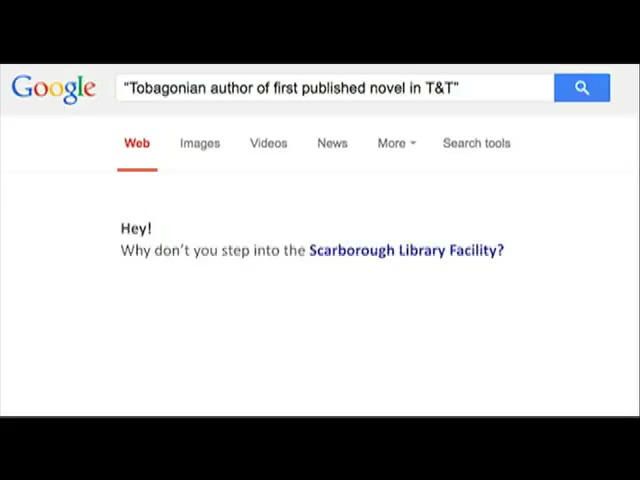 Google "Tobagonian author of first published novel in T&T"
Web Images Videos News More Search tools
Hey!
Why don't you step into the Scarborough Library Facility?